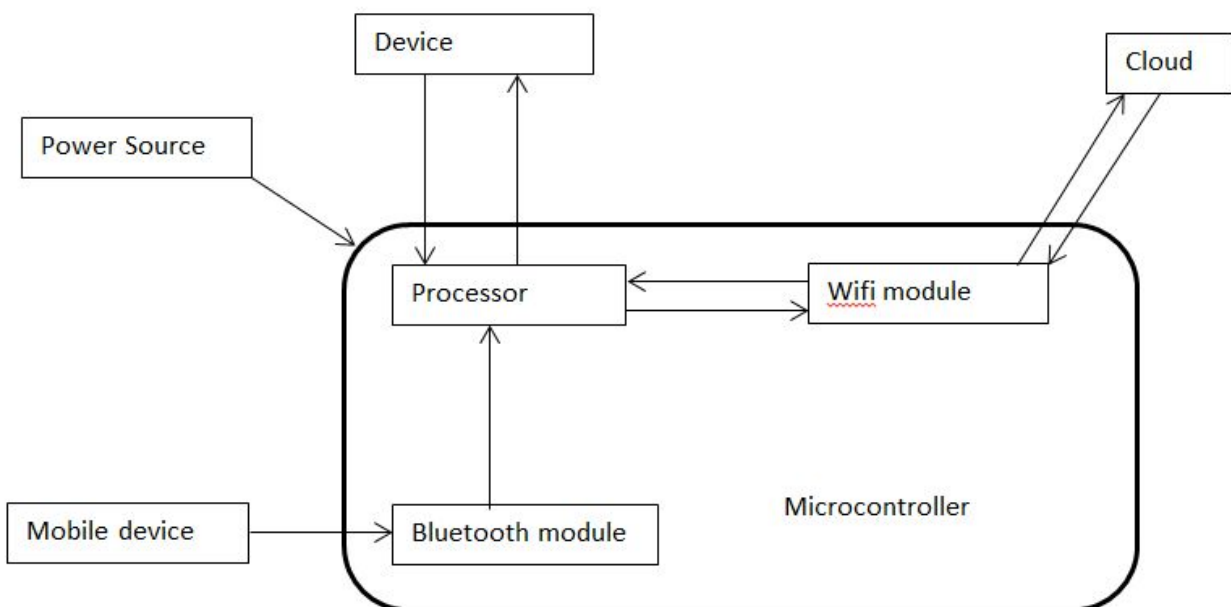 Device
Cloud
Power Source
Processor
Wifi module
Microcontroller
Mobile device
Bluetooth module